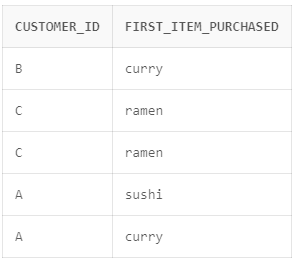 CUSTOMER_ID FIRST_ITEM_PURCHASED
B curry
C ramen
C ramen
A sushi
A curry